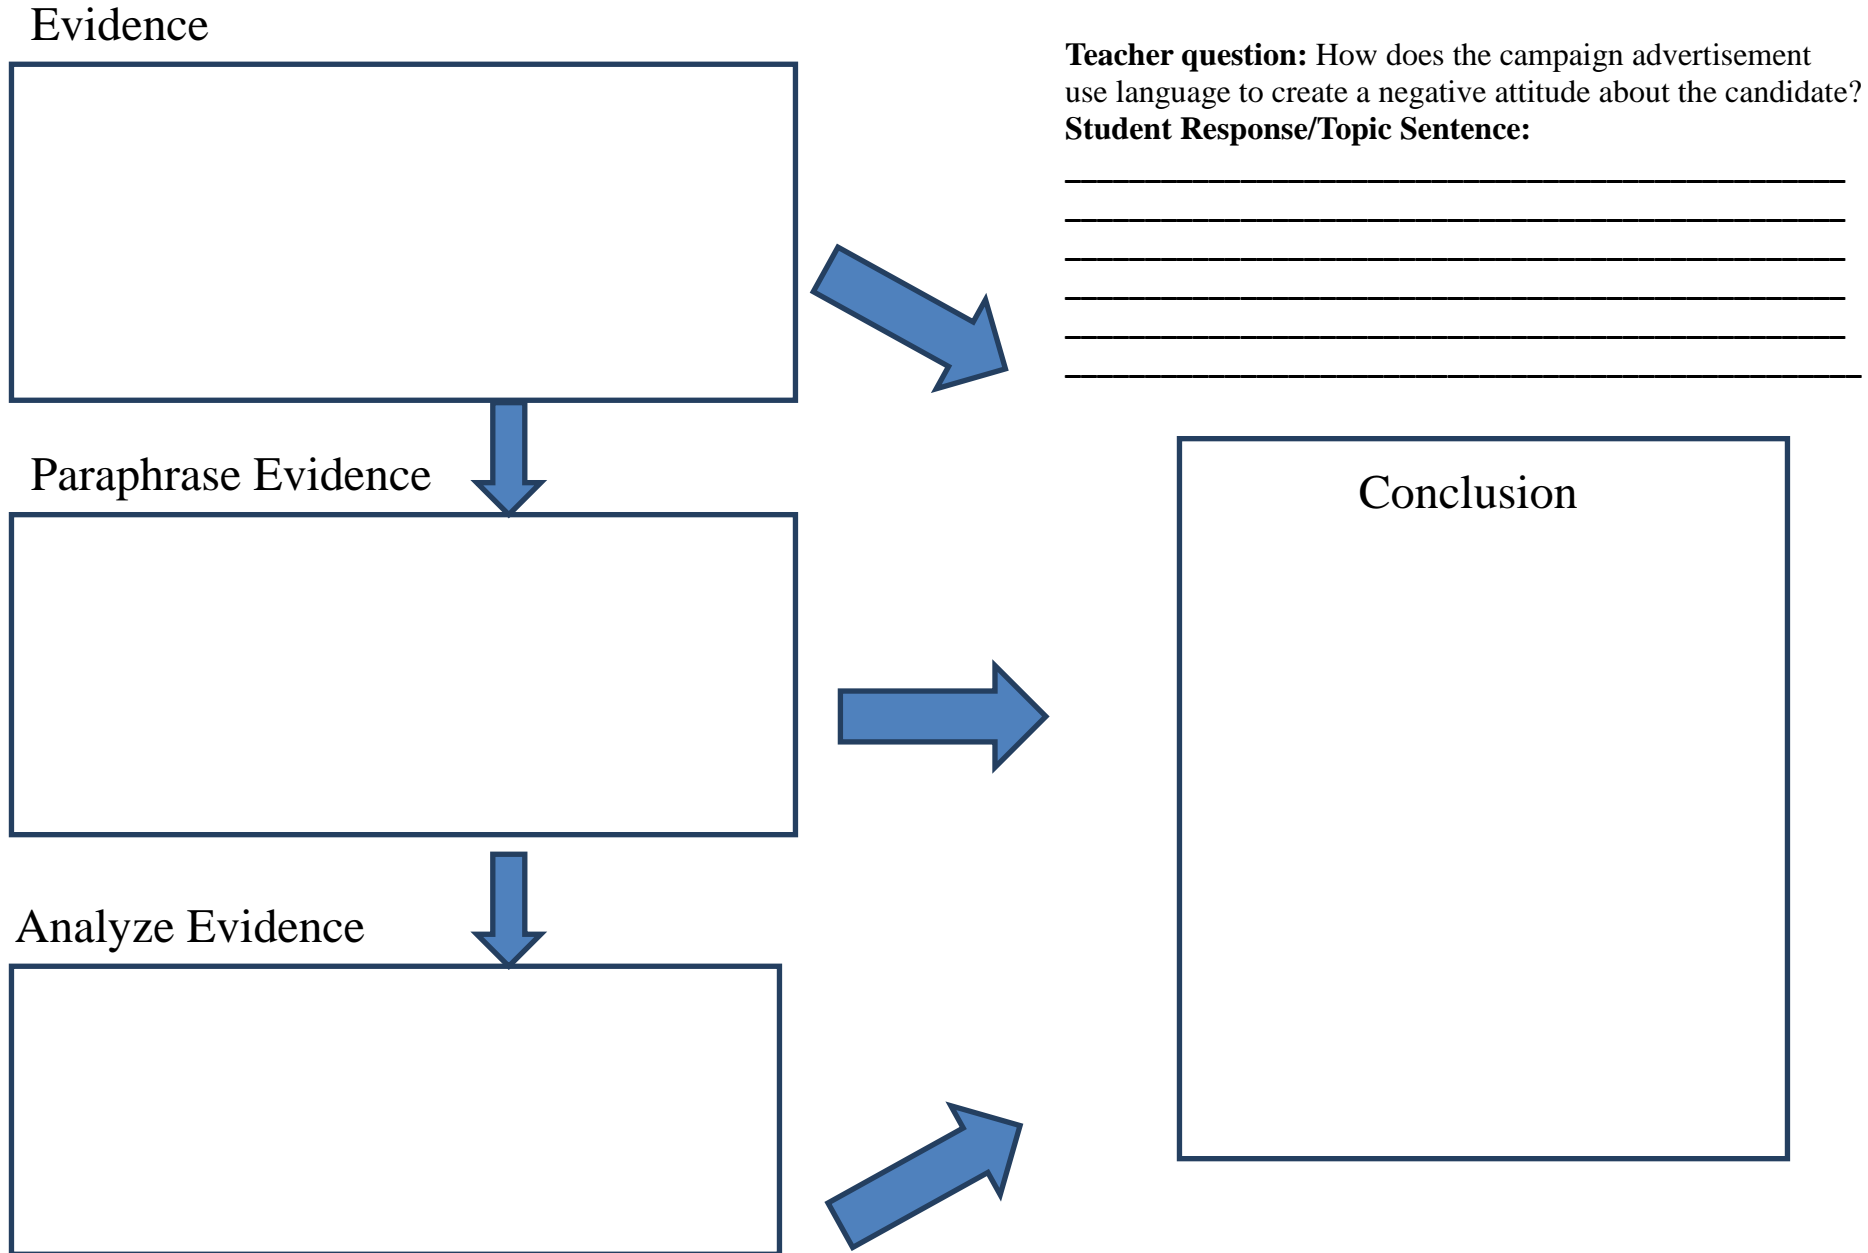 Evidence
Teacher question: How does the campaign advertisement
use language to create a negative attitude about the candidate?
Student Response/Topic Sentence:
Paraphrase Evidence
Conclusion
Analyze Evidence